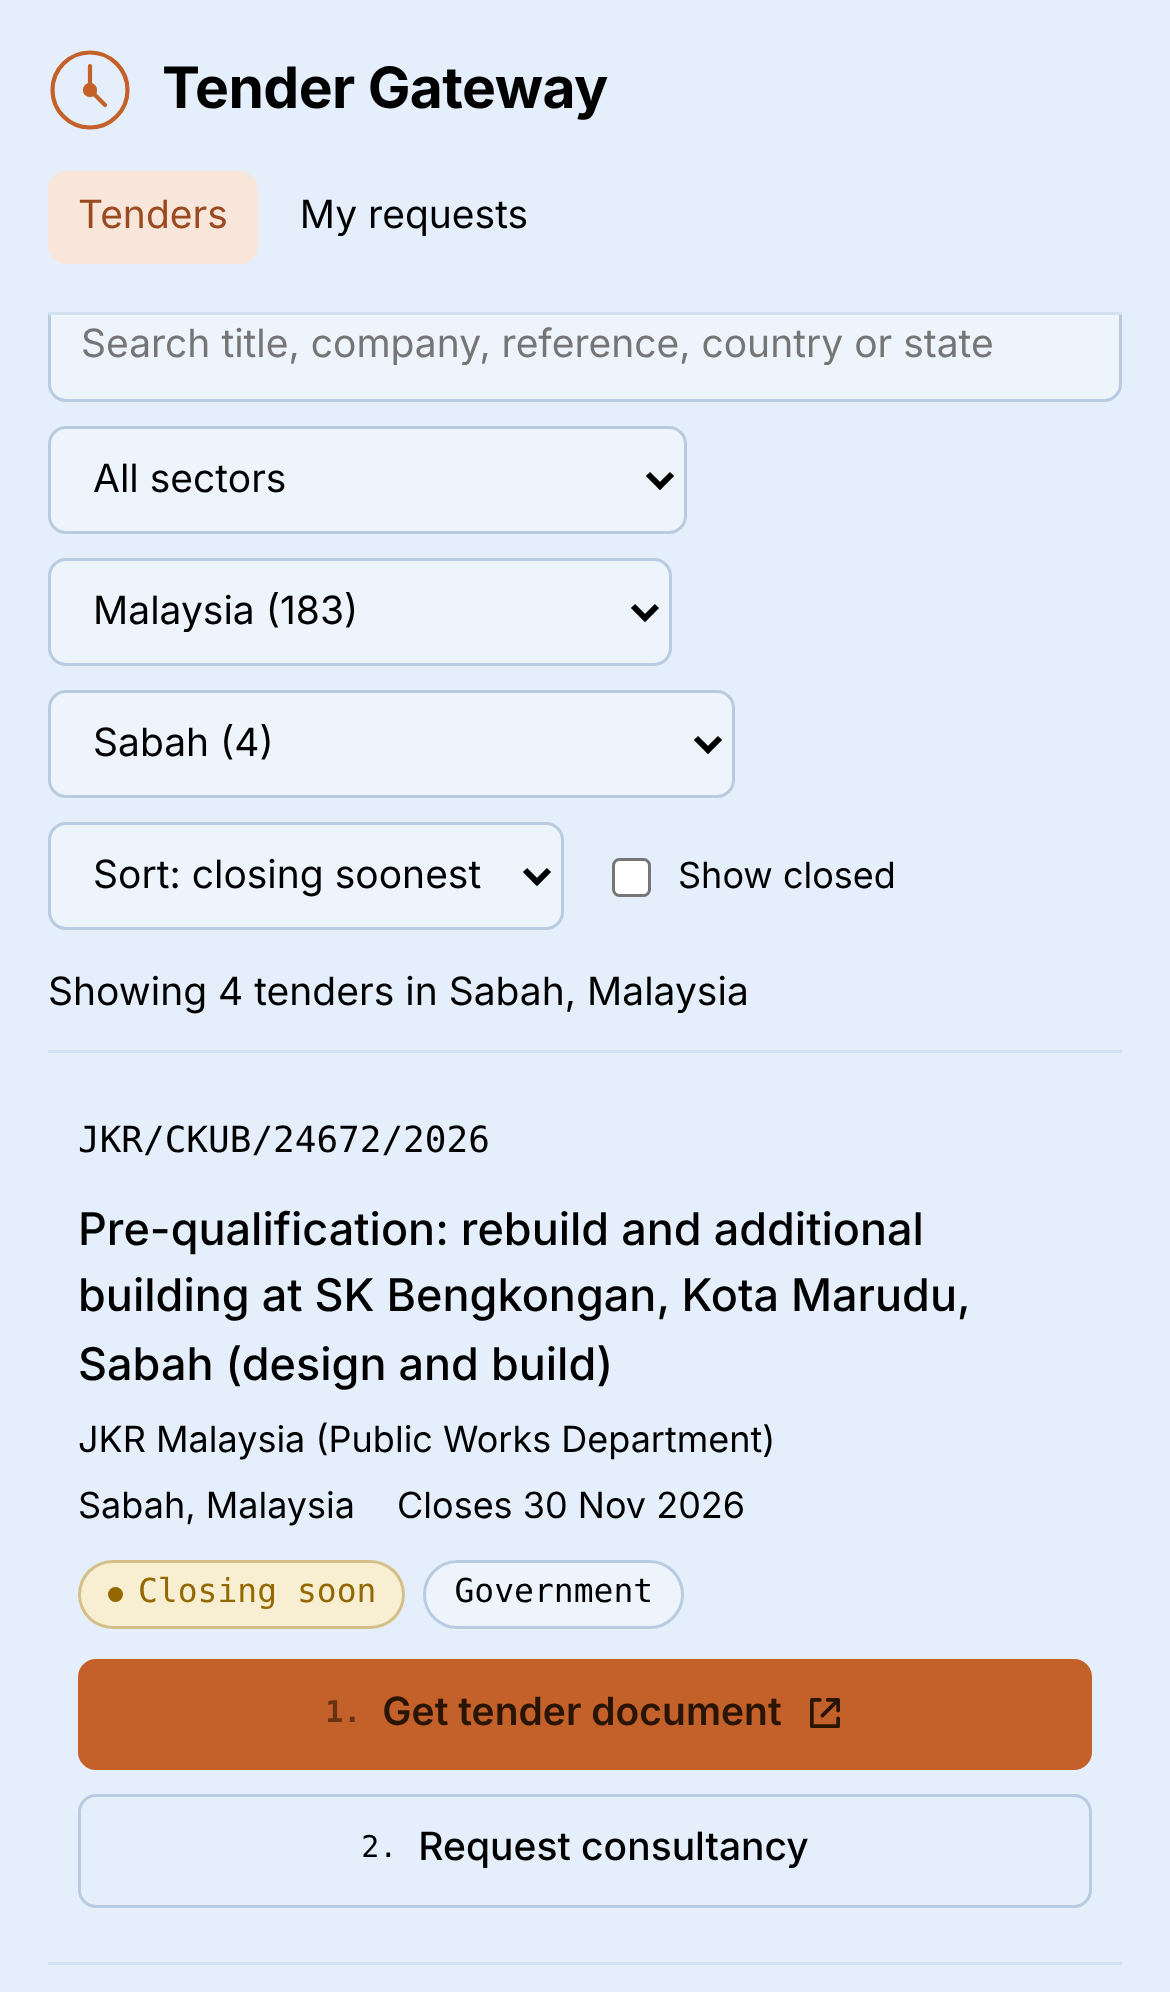 Tender Gateway
Tenders
My requests
Search title, company, reference, country or state
All sectors
Malaysia (183)
Sabah (4)
Sort: closing soonest
Show closed
Showing 4 tenders in Sabah, Malaysia
JKR/CKUB/24672/2026
Pre-qualification: rebuild and additional
building at SK Bengkongan, Kota Marudu,
Sabah (design and build)
JKR Malaysia (Public Works Department)
Sabah, Malaysia Closes 30 Nov 2026
Closing soon
Government
1. Get tender document
2. Request consultancy